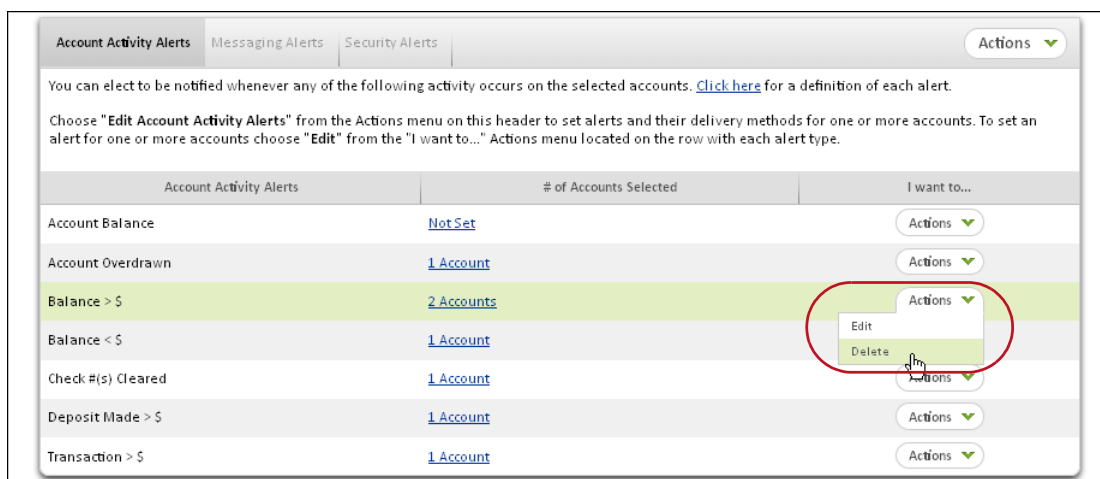 Account Activity Alerts Messaging Alerts Security Alerts Actions
You can elect to be notified whenever any of the following activity occurs on the selected accounts. Click here for a definition of each alert.
Choose "Edit Account Activity Alerts" from the Actions menu on this header to set alerts and their delivery methods for one or more accounts. To set an
alert for one or more accounts choose "Edit" from the "I want to..." Actions menu located on the row with each alert type.
Account Activity Alerts # of Accounts Selected I want to...
Account Balance Not Set Actions
Account Overdrawn 1 Account Actions
Balance > $ 2 Accounts Actions
Edit
Balance < $ 1 Account
Delete
Check #(s) Cleared 1 Account Actions
Deposit Made > $ 1 Account Actions
Transaction > $ 1 Account Actions